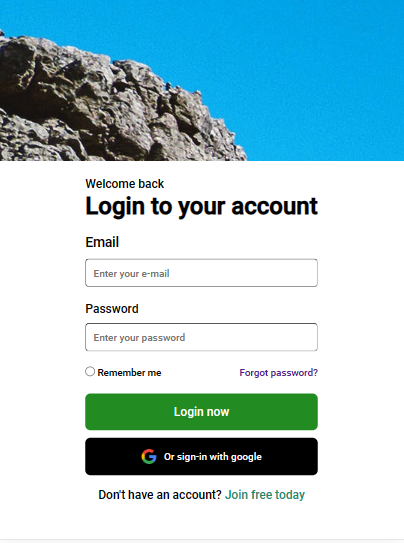 Welcome back
Login to your account
Email
Enter your e-mail
Password
Enter your password
Remember me Forgot password?
Login now
Or sign-in with google
Don't have an account? Join free today